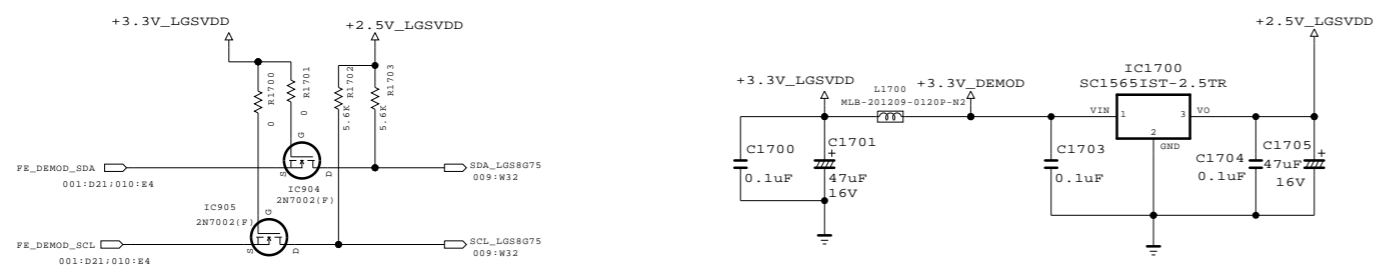 +3.3V_LGSVDD
+2.5V_LGSVDD
R1700
0
R1701
0
R1702
5.6K
R1703
5.6K
G
FE_DEMOD_SDA
S
D
SDA_LGS8G75
001:D21;010:E4
009:W32
IC904
2N7002(F)
IC905
2N7002(F)
G
FE_DEMOD_SCL
S
D
SCL_LGS8G75
001:D21;010:E4
009:W32
+2.5V_LGSVDD
IC1700
SC1565IST-2.5TR
+3.3V_LGSVDD
L1700
MLB-201209-0120P-N2
+3.3V_DEMOD
VIN
1
3
VO
2
GND
C1700
0.1uF
C1701
+
47uF
16V
C1703
0.1uF
C1704
0.1uF
C1705
+
47uF
16V